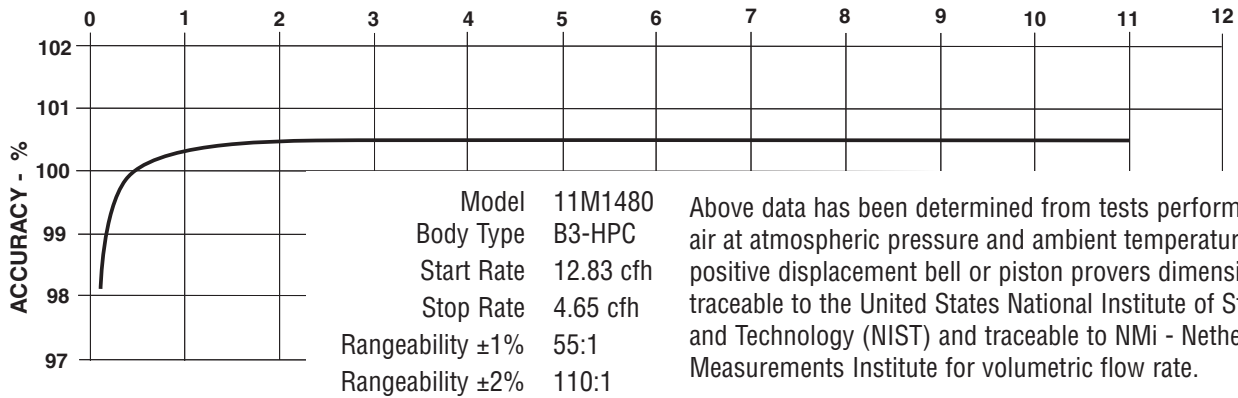 0 1 2 3 4 5 6 7 8 9 10 11 12
102
101
100
99
98
97
ACCURACY - %
Model 11M1480
Body Type B3-HPC
Start Rate 12.83 cfh
Stop Rate 4.65 cfh
Rangeability ±1% 55:1
Rangeability ±2% 110:1
Above data has been determined from tests perform
air at atmospheric pressure and ambient temperatur
positive displacement bell or piston provers dimensi
traceable to the United States National Institute of S
and Technology (NIST) and traceable to NMi - Nethe
Measurements Institute for volumetric flow rate.